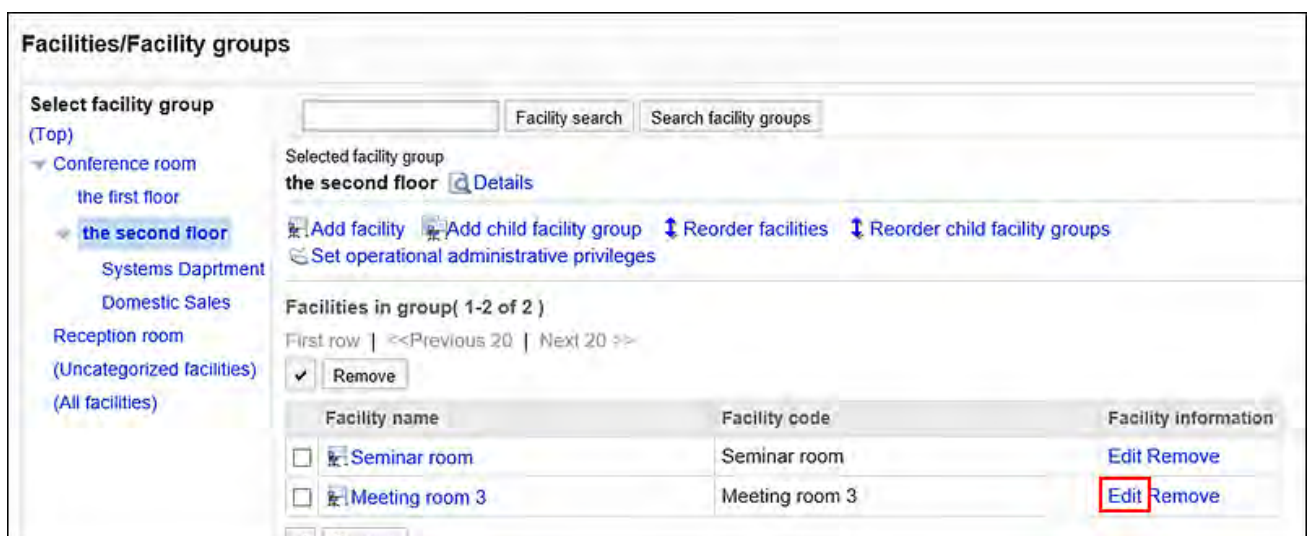 Facilities/Facility groups
Select facility group
(Top)
Conference room
the first floor
the second floor
Systems Daprtment
Domestic Sales
Reception room
(Uncategorized facilities)
(All facilities)
Facility search Search facility groups
Selected facility group
the second floor Details
Add facility Add child facility group Reorder facilities Reorder child facility groups
Set operational administrative privileges
Facilities in group( 1-2 of 2 )
First row | <<Previous 20 | Next 20 >>
Remove
Facility name Facility code Facility information
Seminar room Seminar room Edit Remove
Meeting room 3 Meeting room 3 Edit Remove